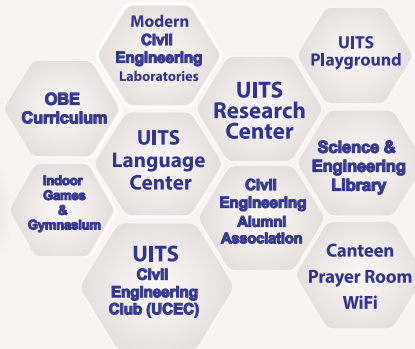 Modern
Civil
Engineering
Laboratories
UITS
Playground
OBE
Curriculum
UITS
Research
Center
UITS
Language
Center
Science &
Engineering
Library
Indoor
Games
&
Gymnasium
Civil
Engineering
Alumni
Association
UITS
Civil
Engineering
Club (UCEC)
Canteen
Prayer Room
WiFi